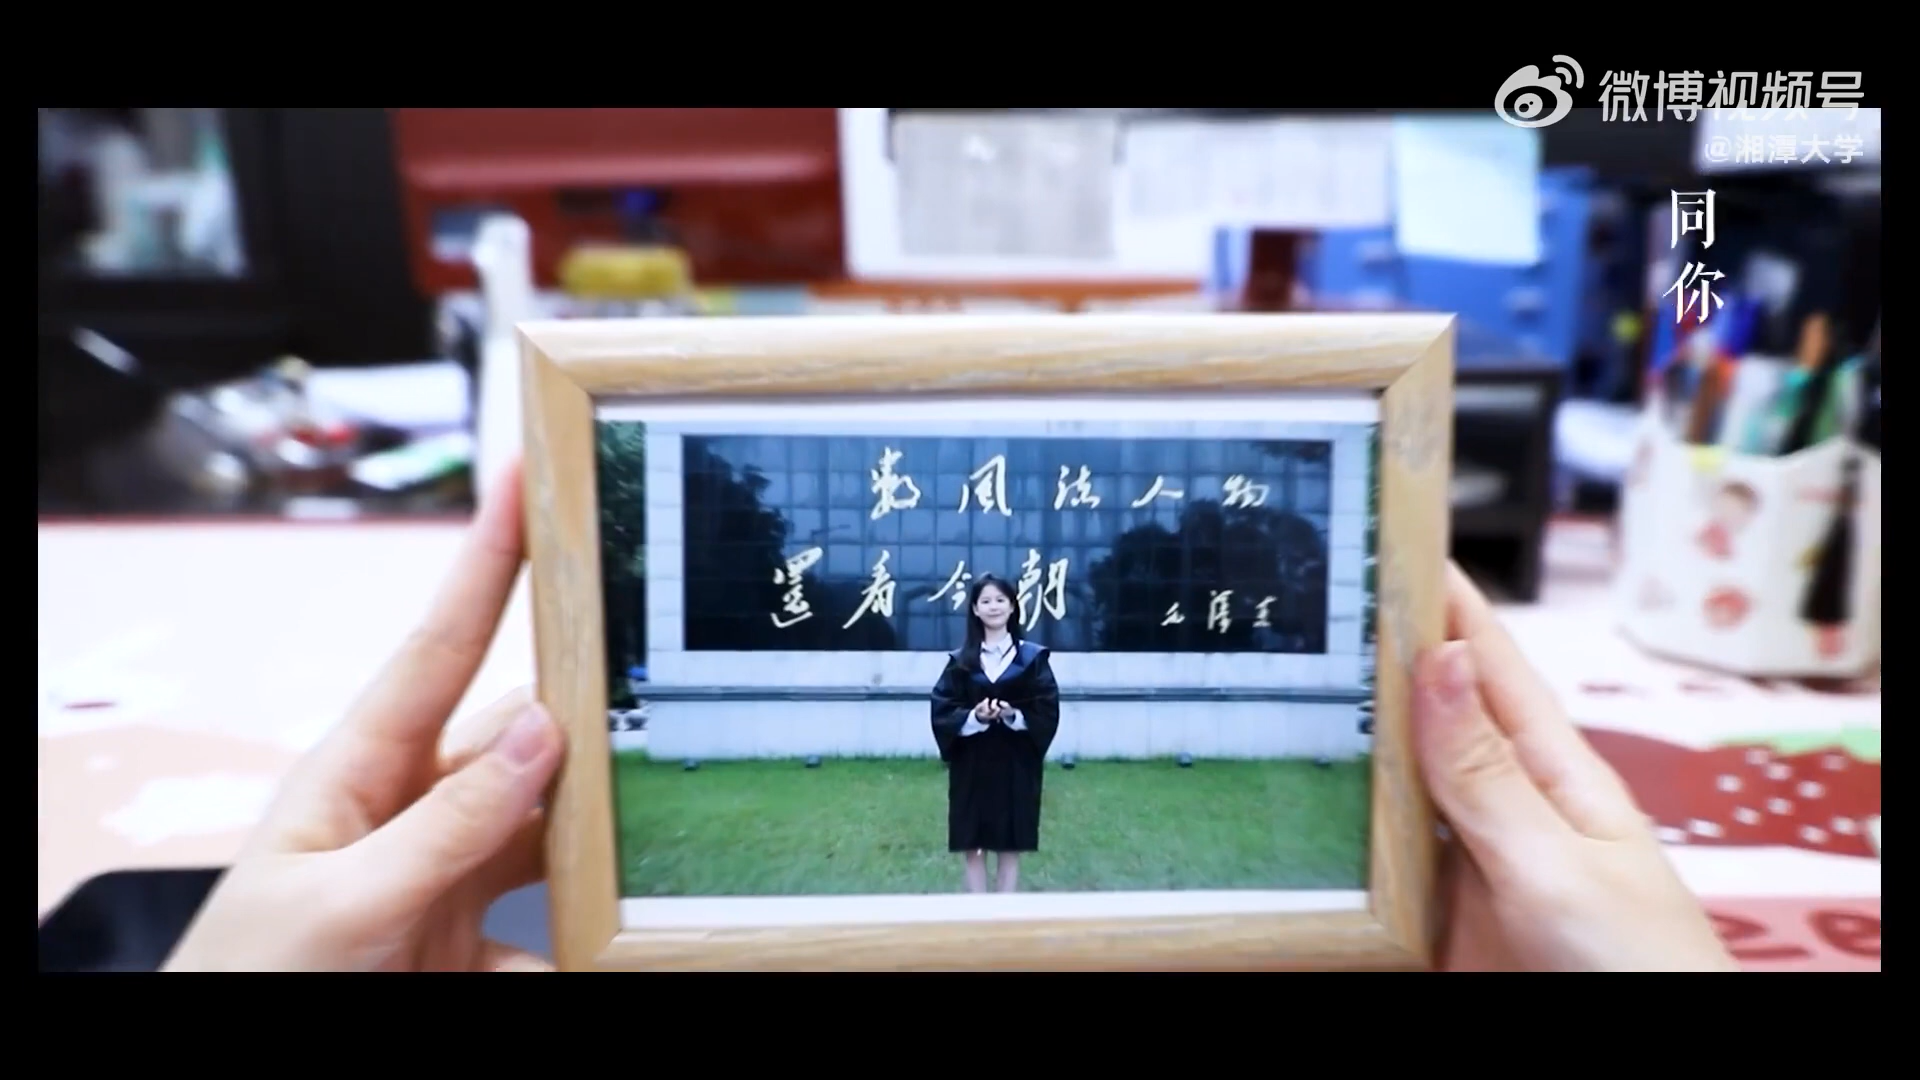 微博视频号
@湘潭大学
同你
数风流人物
还看今朝
毛泽东
ee